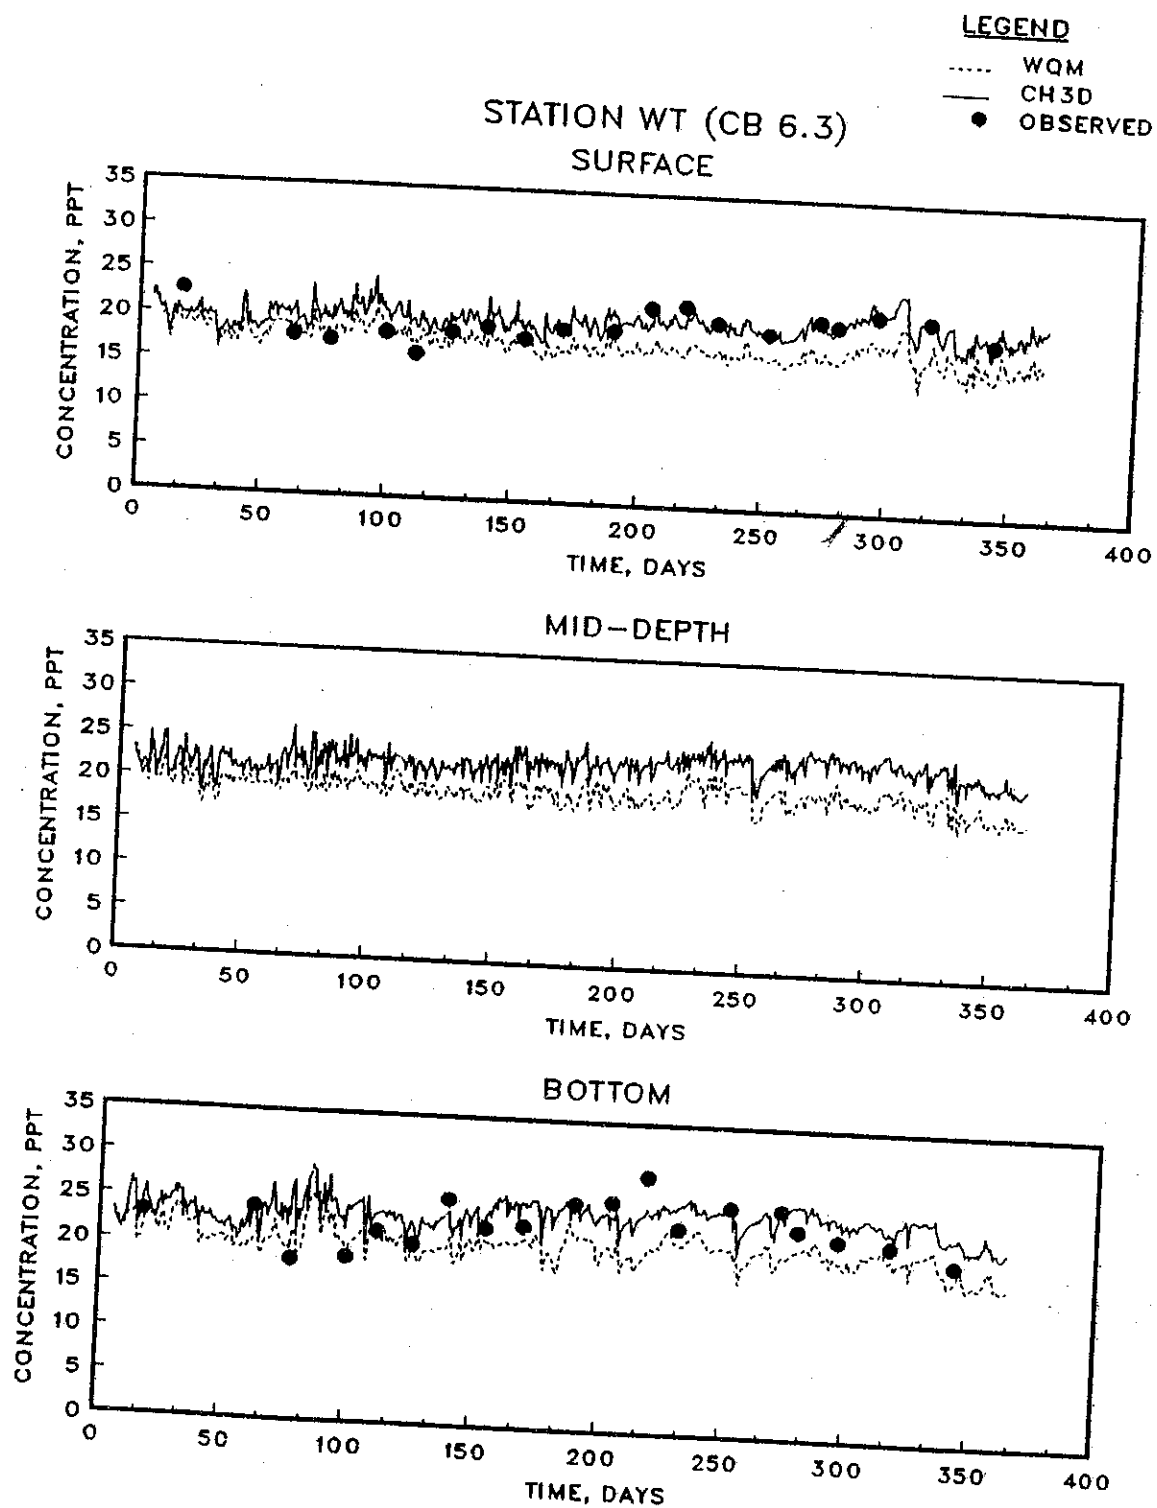 LEGEND
WQM
CH3D
OBSERVED
STATION WT (CB 6.3)
SURFACE
CONCENTRATION, PPT
35
30
25
20
15
10
5
0
0 50 100 150 200 250 300 350 400
TIME, DAYS
MID-DEPTH
CONCENTRATION, PPT
35
30
25
20
15
10
5
0
0 50 100 150 200 250 300 350 400
TIME, DAYS
BOTTOM
CONCENTRATION, PPT
35
30
25
20
15
10
5
0
0 50 100 150 200 250 300 350 400
TIME, DAYS